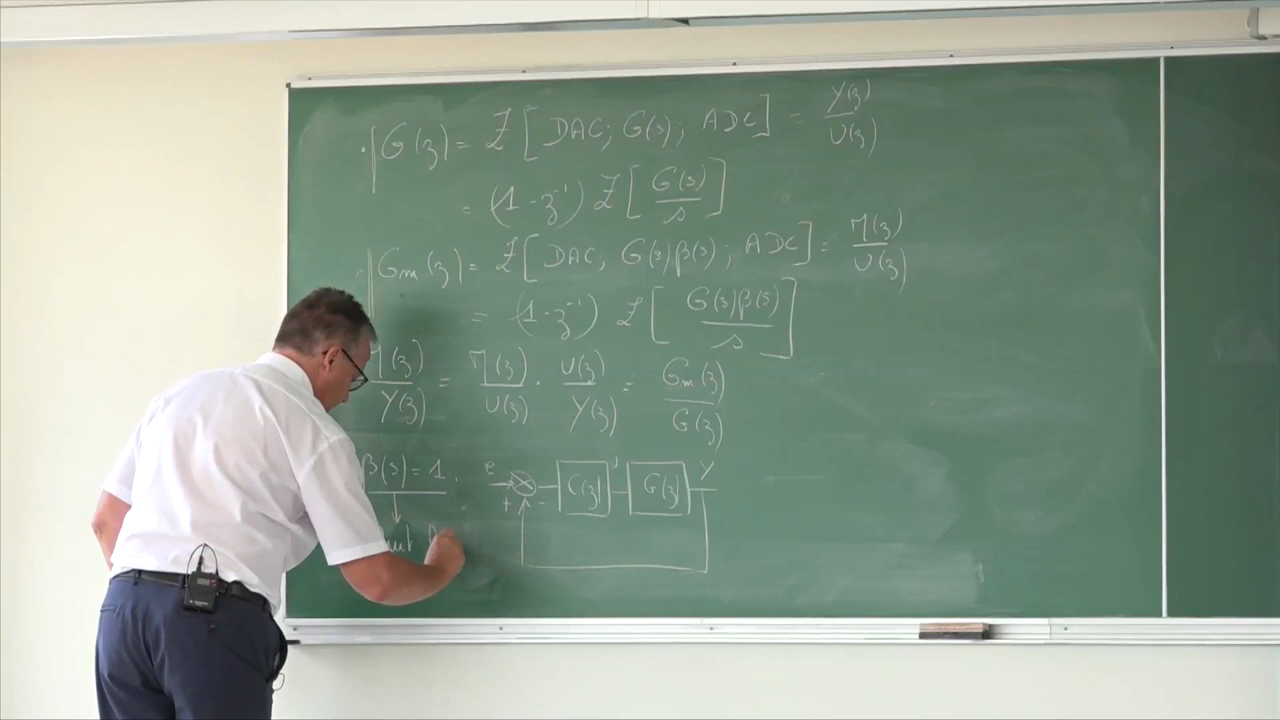 G(z) = Z [ DAC; G(s); ADC ] = Y(z)/U(z)
= (1 - z⁻¹) Z [ G(s)/s ]
Gm(z) = Z [ DAC; G(s)β(s); ADC ] = M(z)/U(z)
= (1 - z⁻¹) Z [ G(s)β(s)/s ]
M(z)/Y(z) = M(z)/U(z) · U(z)/Y(z) = Gm(z)/G(z)
β(s) = 1. e + - C(z) G(z) Y